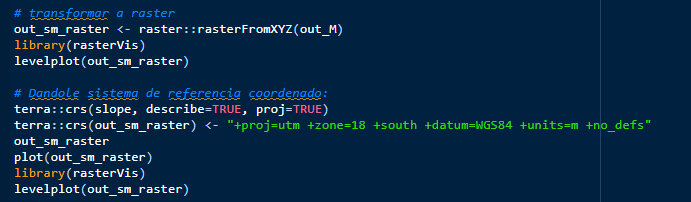 # transformar a raster
out_sm_raster <- raster::rasterFromXYZ(out_M)
library(rasterVis)
levelplot(out_sm_raster)
# Dandole sistema de referencia coordenado:
terra::crs(slope, describe=TRUE, proj=TRUE)
terra::crs(out_sm_raster) <- "+proj=utm +zone=18 +south +datum=WGS84 +units=m +no_defs"
out_sm_raster
plot(out_sm_raster)
library(rasterVis)
levelplot(out_sm_raster)